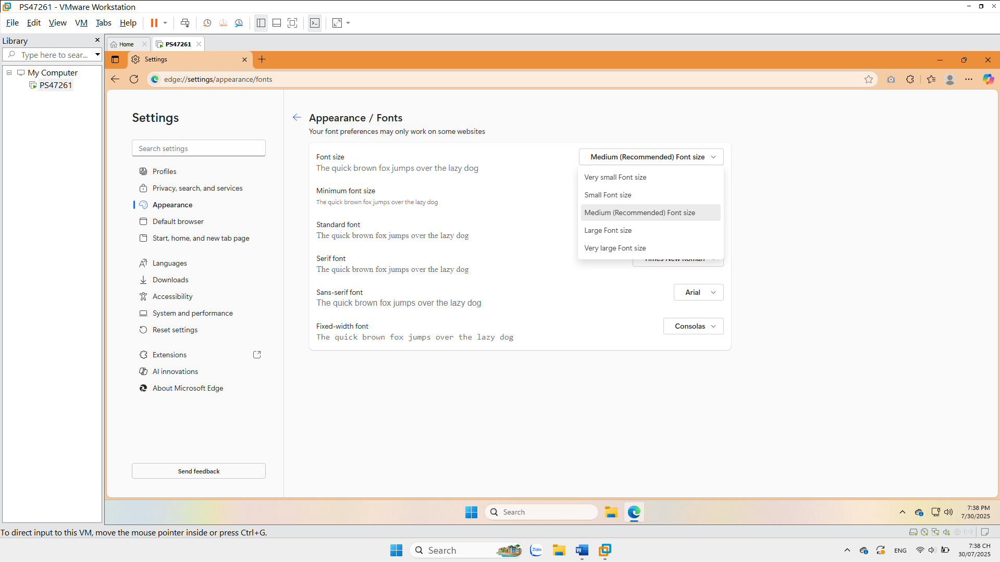 PS47261 - VMware Workstation
File Edit View VM Tabs Help
Library
Type here to sear...
My Computer
PS47261
Home
PS47261
Settings
edge://settings/appearance/fonts
Settings
Search settings
Profiles
Privacy, search, and services
Appearance
Default browser
Start, home, and new tab page
Languages
Downloads
Accessibility
System and performance
Reset settings
Extensions
AI innovations
About Microsoft Edge
Send feedback
Appearance / Fonts
Your font preferences may only work on some websites
Font size
The quick brown fox jumps over the lazy dog
Medium (Recommended) Font size
Very small Font size
Small Font size
Medium (Recommended) Font size
Large Font size
Very large Font size
Minimum font size
The quick brown fox jumps over the lazy dog
Standard font
The quick brown fox jumps over the lazy dog
Serif font
The quick brown fox jumps over the lazy dog
Times New Roman
Sans-serif font
The quick brown fox jumps over the lazy dog
Arial
Fixed-width font
The quick brown fox jumps over the lazy dog
Consolas
Search
7:38 PM
7/30/2025
To direct input to this VM, move the mouse pointer inside or press Ctrl+G.
Search
Zalo
ENG
7:38 CH
30/07/2025